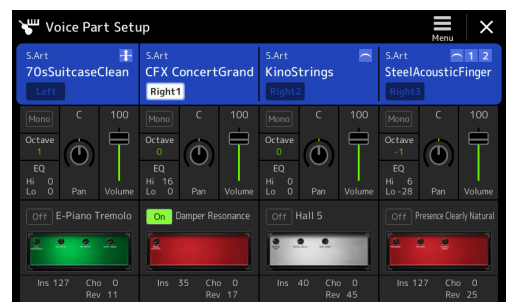 Voice Part Setup
Menu
S.Art
70sSuitcaseClean
Left
S.Art
CFX ConcertGrand
Right1
S.Art
KinoStrings
Right2
S.Art
1 2
SteelAcousticFinger
Right3
Mono
C
100
Octave
1
EQ
Hi 0
Lo 0
Pan
Volume
Mono
C
100
Octave
0
EQ
Hi 16
Lo 0
Pan
Volume
Mono
C
100
Octave
0
EQ
Hi 0
Lo 0
Pan
Volume
Mono
C
100
Octave
-1
EQ
Hi 6
Lo -28
Pan
Volume
Off
E-Piano Tremolo
Ins 127
Cho 0
Rev 11
On
Damper Resonance
Ins 35
Cho 0
Rev 17
Off
Hall 5
Ins 40
Cho 0
Rev 45
Off
Presence Clearly Natural
Ins 127
Cho 0
Rev 25